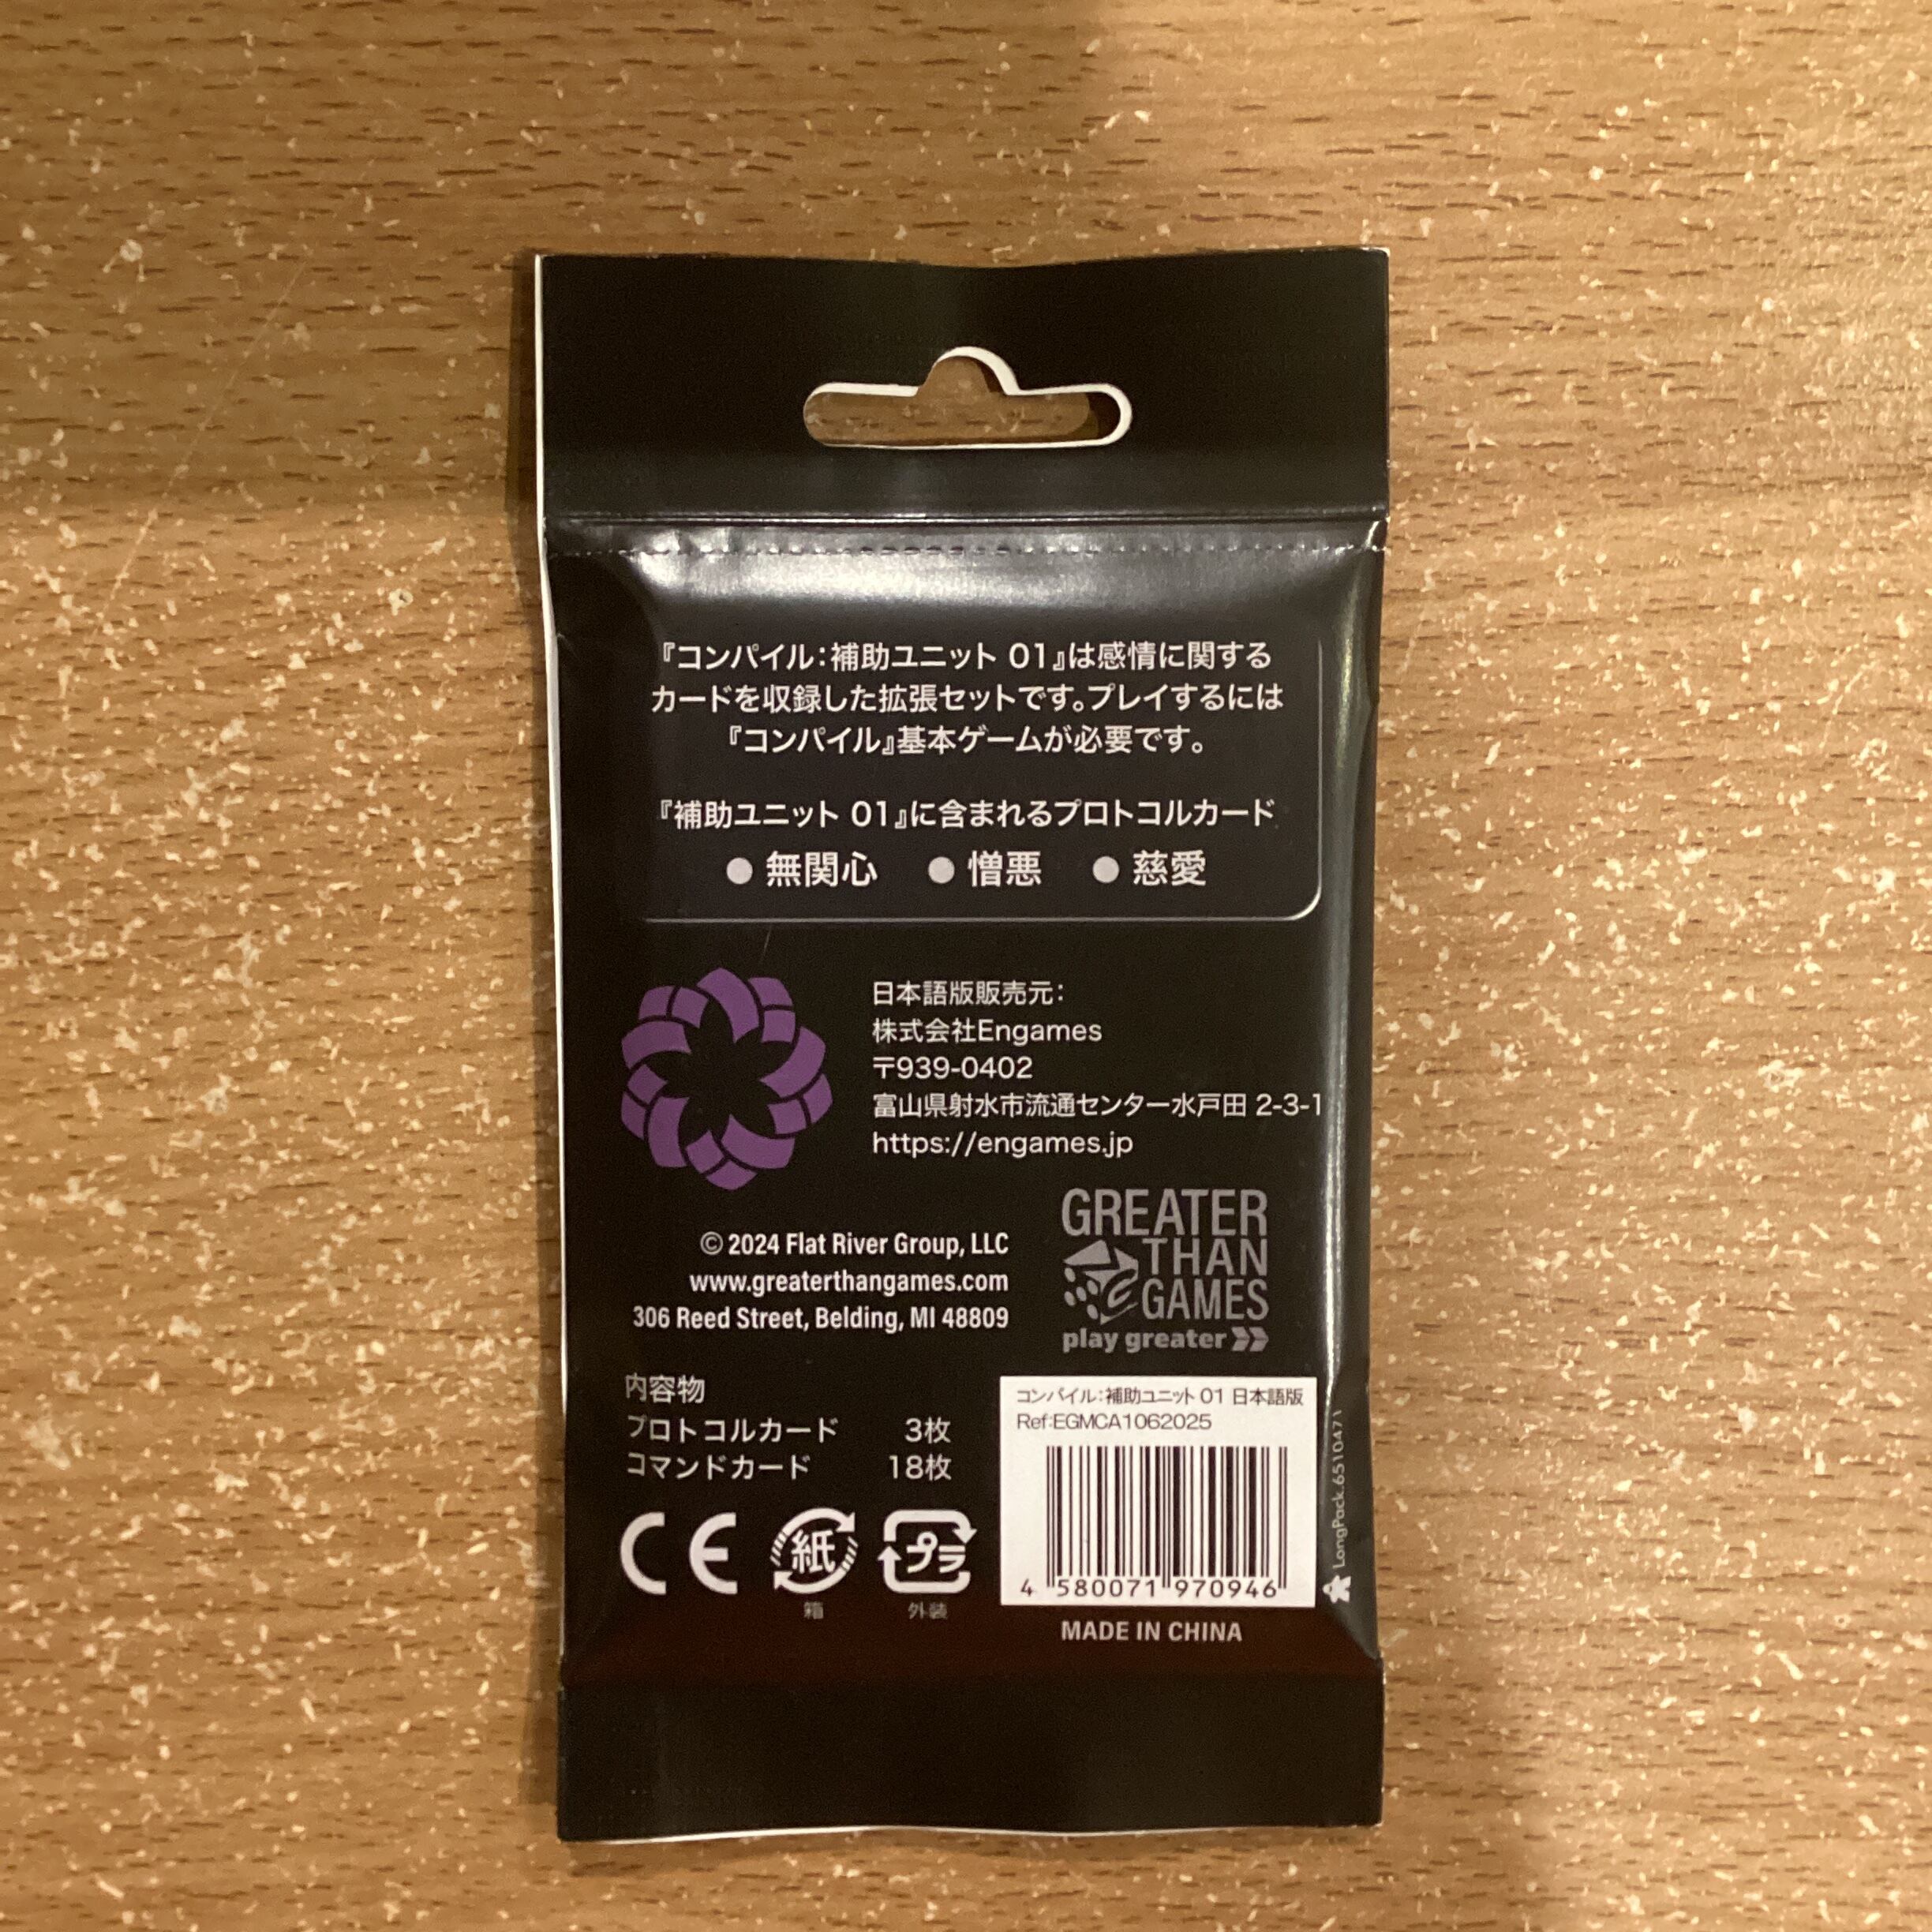 『コンパイル：補助ユニット 01』は感情に関する
カードを収録した拡張セットです。プレイするには
『コンパイル』基本ゲームが必要です。
『補助ユニット 01』に含まれるプロトコルカード
● 無関心 ● 憎悪 ● 慈愛
日本語版販売元：
株式会社Engames
〒939-0402
富山県射水市流通センター水戸田 2-3-1
https://engames.jp
© 2024 Flat River Group, LLC
www.greaterthangames.com
306 Reed Street, Belding, MI 48809
GREATER
THAN
GAMES
play greater
内容物
プロトコルカード 3枚
コマンドカード 18枚
CE
紙
箱
プラ
外装
コンパイル：補助ユニット 01 日本語版
Ref:EGMCA1062025
4 580071 970946
MADE IN CHINA
LongPack.651047